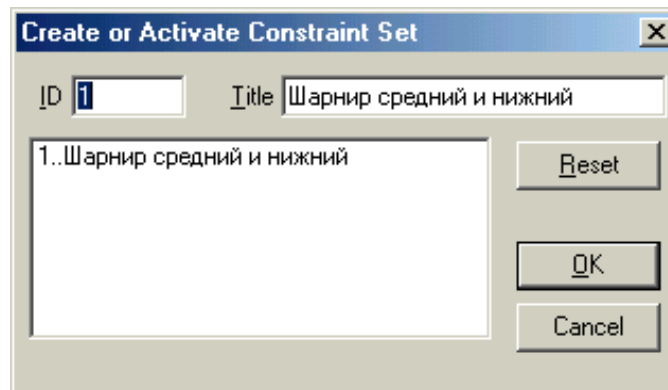 Create or Activate Constraint Set
ID 1 Title Шарнир средний и нижний
1..Шарнир средний и нижний
Reset
OK
Cancel